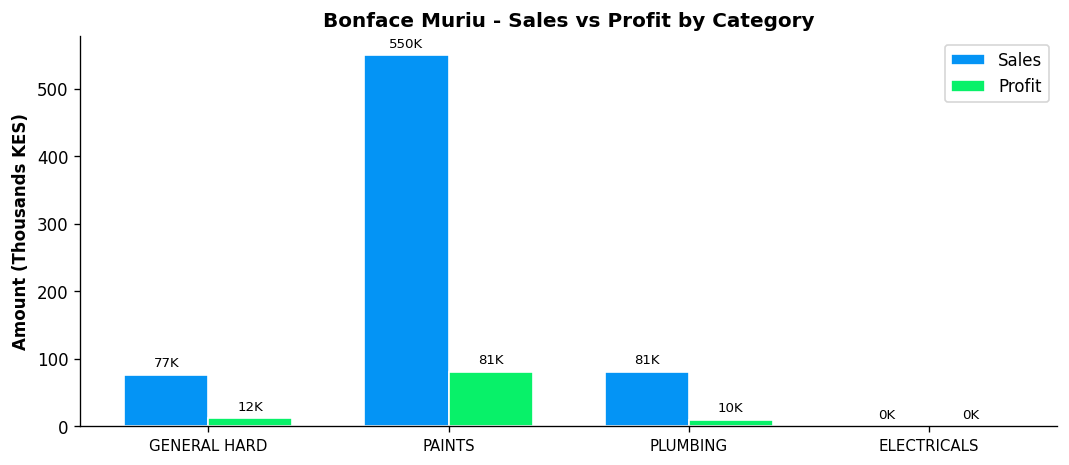 Bonface Muriu - Sales vs Profit by Category
Amount (Thousands KES)
500
400
300
200
100
0
Sales
Profit
77K
12K
550K
81K
81K
10K
0K
0K
GENERAL HARD
PAINTS
PLUMBING
ELECTRICALS